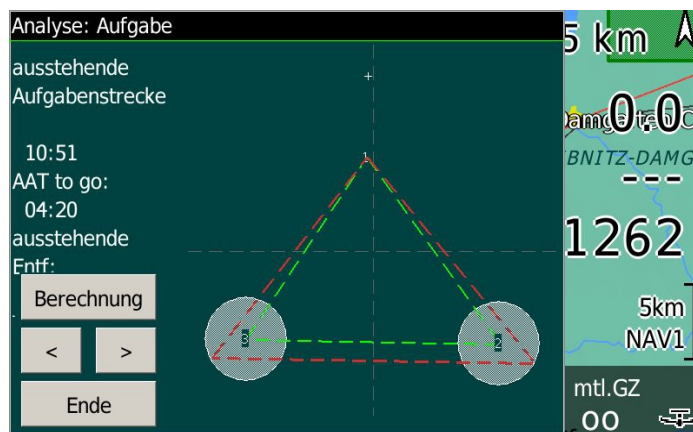 Analyse: Aufgabe
ausstehende
Aufgabenstrecke
10:51
AAT to go:
04:20
ausstehende
Entf:
Berechnung
< >
Ende
1
3
2
5 km
0.0
BNITZ-DAMG
---
1262
5km
NAV1
mtl.GZ